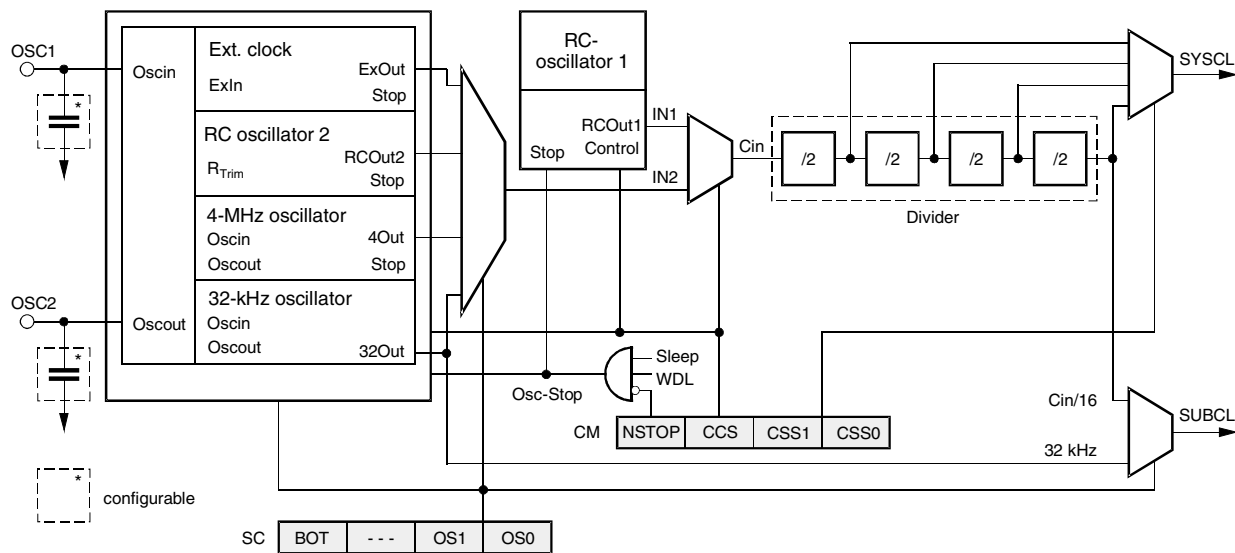 OSC1
Oscin
Ext. clock
ExIn
ExOut
Stop
RC oscillator 2
RTrim
RCOut2
Stop
4-MHz oscillator
Oscin
Oscout
4Out
Stop
32-kHz oscillator
Oscin
Oscout
32Out
OSC2
Oscout
*
*
*
configurable
RC-
oscillator 1
RCOut1
Control
Stop
IN1
IN2
Cin
/2
/2
/2
/2
Divider
SYSCL
Sleep
WDL
Osc-Stop
CM
NSTOP
CCS
CSS1
CSS0
Cin/16
32 kHz
SUBCL
SC
BOT
- - -
OS1
OS0